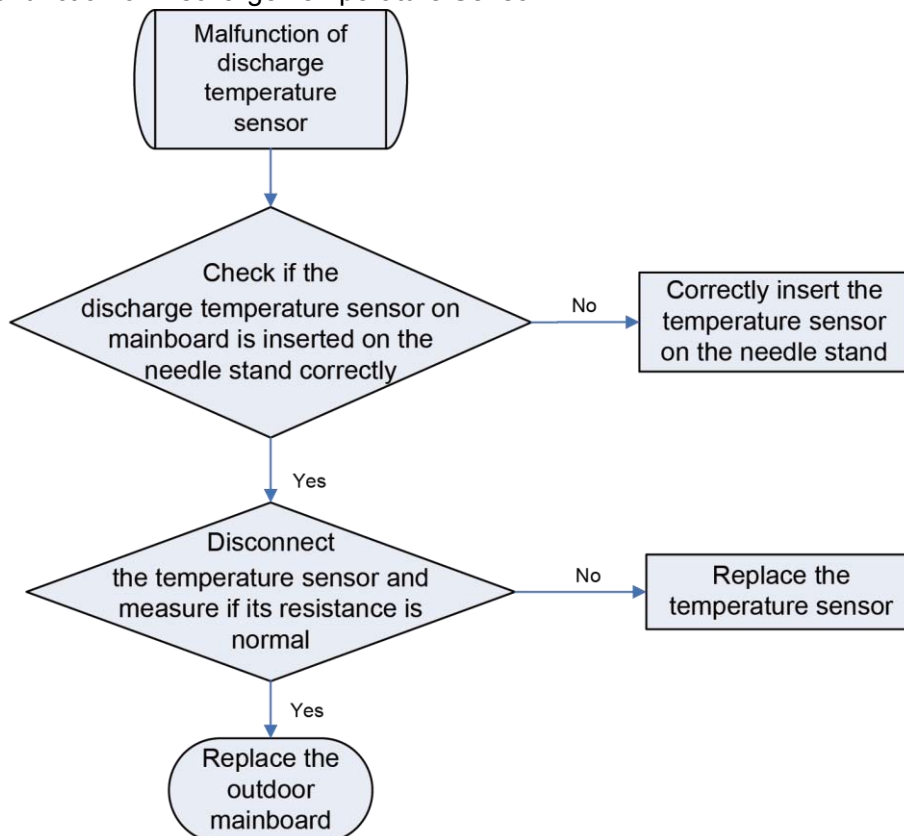 Malfunction of
discharge
temperature
sensor
Check if the
discharge temperature sensor on
mainboard is inserted on the
needle stand correctly
No
Correctly insert the
temperature sensor
on the needle stand
Yes
Disconnect
the temperature sensor and
measure if its resistance is
normal
No
Replace the
temperature sensor
Yes
Replace the
outdoor
mainboard